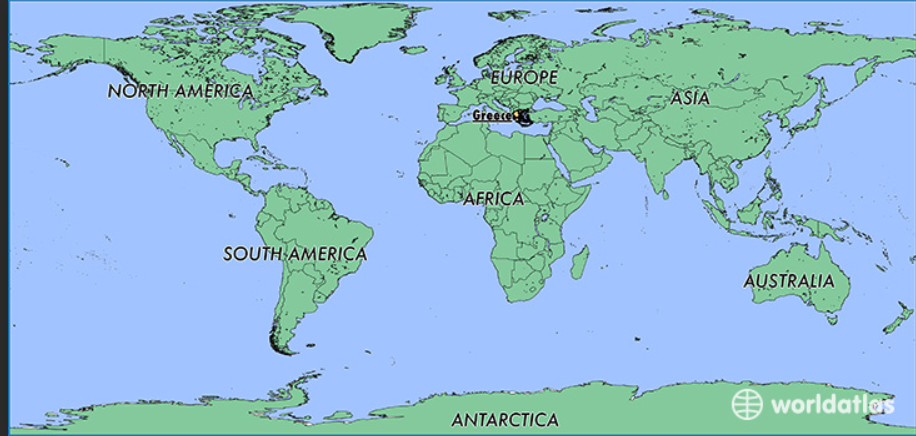 NORTH AMERICA
EUROPE
ASIA
Greece
AFRICA
SOUTH AMERICA
AUSTRALIA
worldatlas
ANTARCTICA